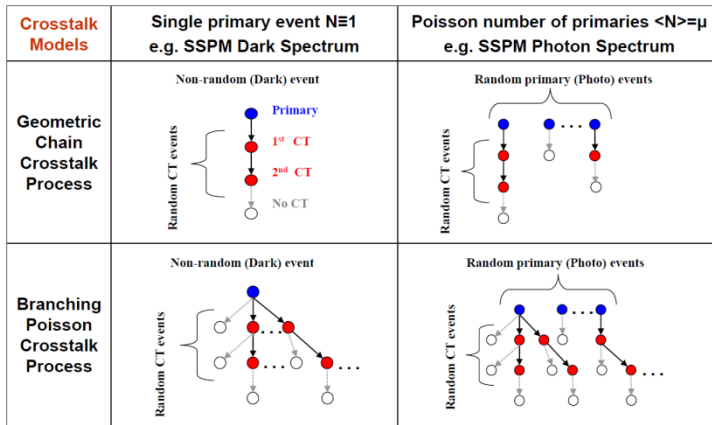 Crosstalk
Models
Single primary event N≡1
e.g. SSPM Dark Spectrum
Poisson number of primaries <N>=μ
e.g. SSPM Photon Spectrum
Geometric
Chain
Crosstalk
Process
Non-random (Dark) event
Primary
1st CT
2nd CT
No CT
Random CT events
Random primary (Photo) events
...
Random CT events
Branching
Poisson
Crosstalk
Process
Non-random (Dark) event
...
... ...
Random CT events
Random primary (Photo) events
...
...
Random CT events